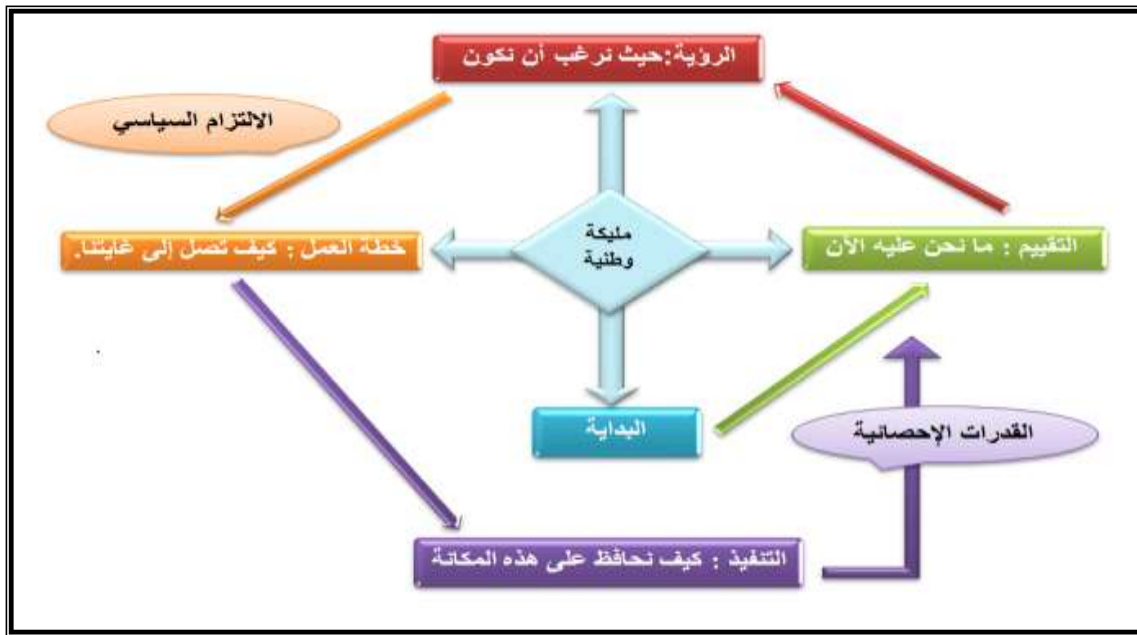 الرؤية:حيث نرغب أن نكون
الالتزام السياسي
خطة العمل : كيف نصل إلى غايتنا.
مليكة
وطنية
التقييم : ما نحن عليه الآن
البداية
القدرات الإحصائية
التنفيذ : كيف نحافظ على هذه المكانة